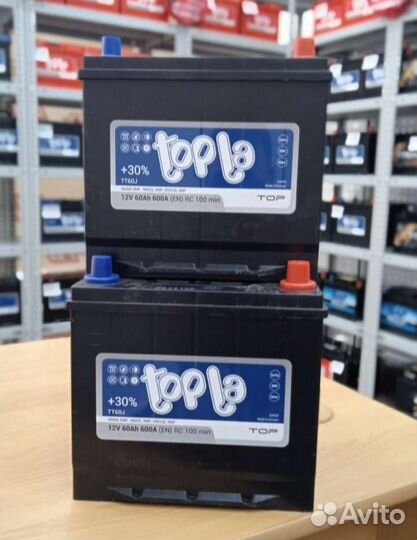 topla
+30%
TT60J
12V 60Ah 600A (EN) RC 100 min
TOP
topla
+30%
TT60J
12V 60Ah 600A (EN) RC 100 min
TOP
Avito